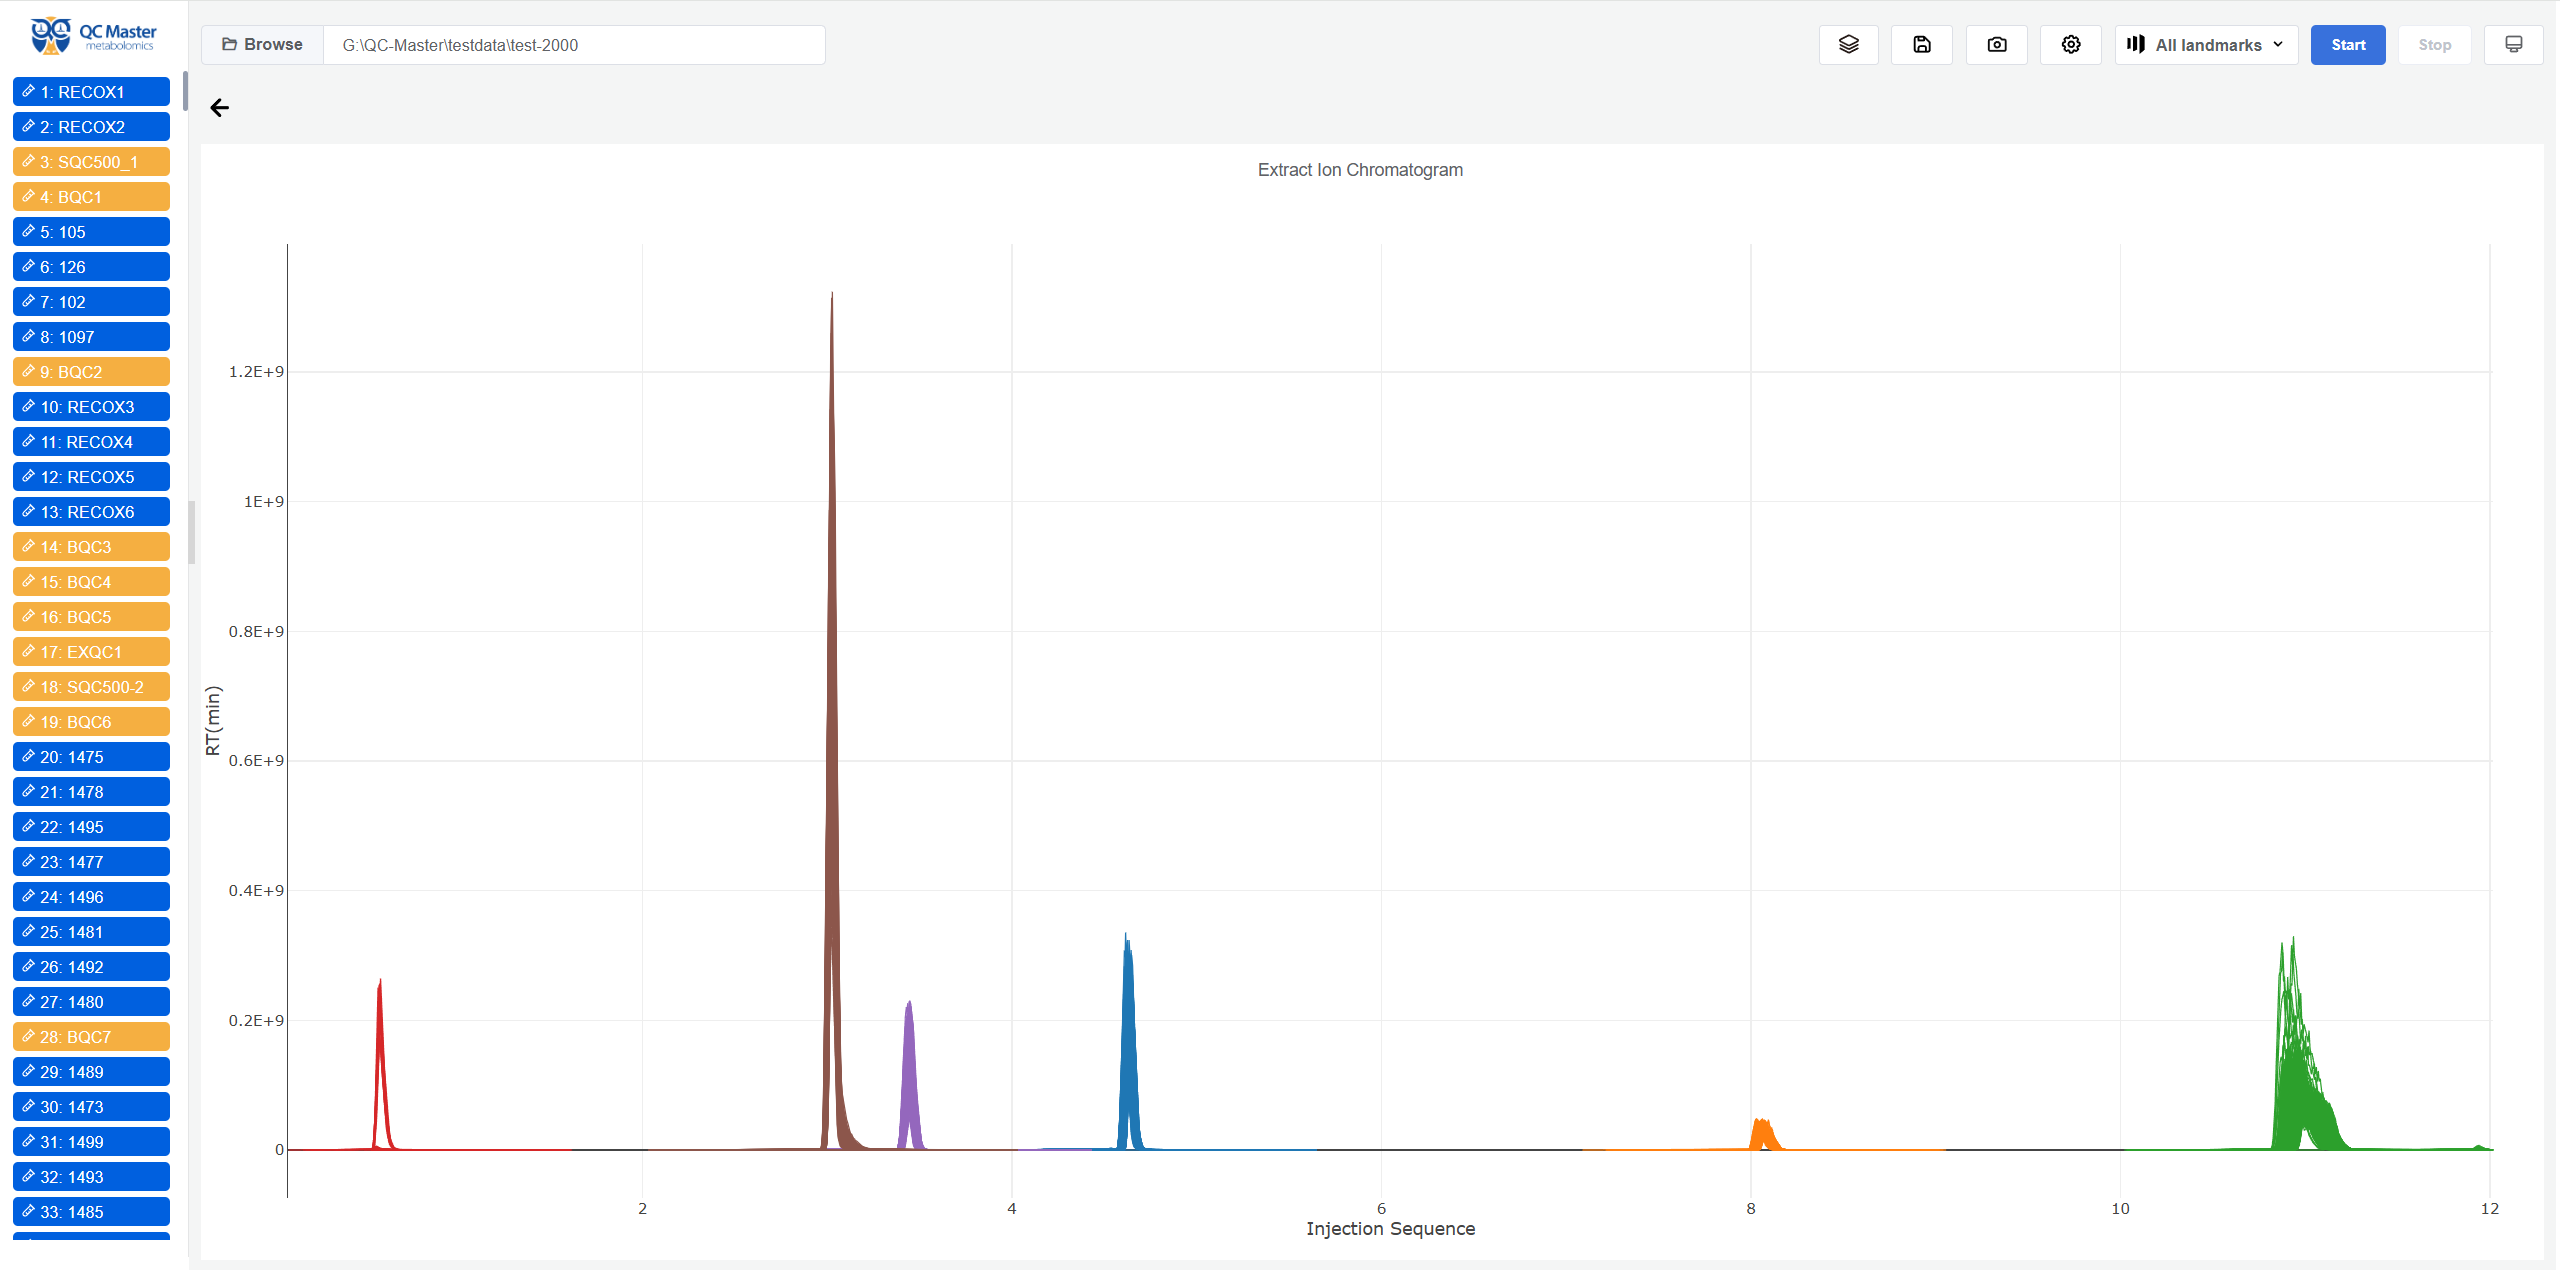 QC Master
metabolomics
Browse
G:\QC-Master\testdata\test-2000
All landmarks
Start
Stop
1: RECOX1
2: RECOX2
3: SQC500_1
4: BQC1
5: 105
6: 126
7: 102
8: 1097
9: BQC2
10: RECOX3
11: RECOX4
12: RECOX5
13: RECOX6
14: BQC3
15: BQC4
16: BQC5
17: EXQC1
18: SQC500-2
19: BQC6
20: 1475
21: 1478
22: 1495
23: 1477
24: 1496
25: 1481
26: 1492
27: 1480
28: BQC7
29: 1489
30: 1473
31: 1499
32: 1493
33: 1485
Extract Ion Chromatogram
1.2E+9
1E+9
0.8E+9
0.6E+9
0.4E+9
0.2E+9
0
RT(min)
2
4
6
8
10
12
Injection Sequence